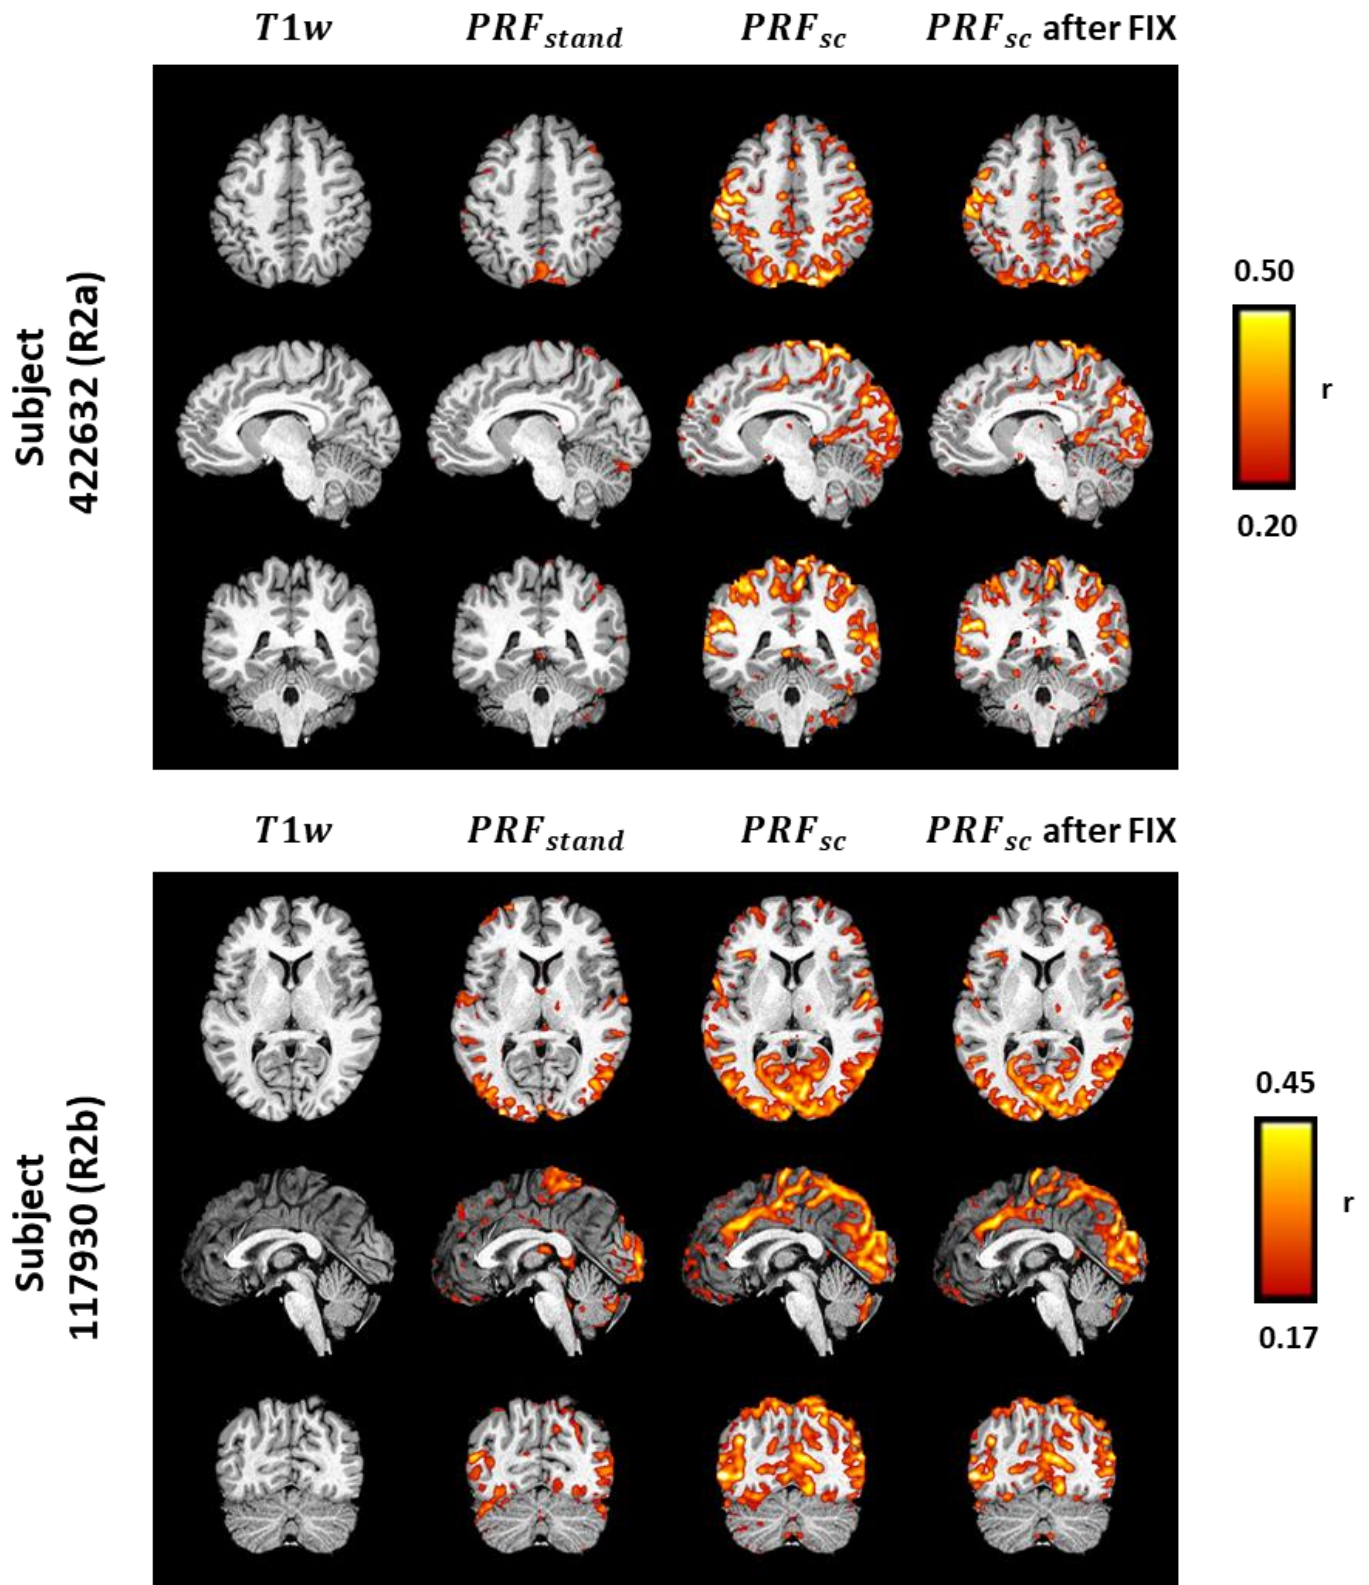 T1w PRF_stand PRF_sc PRF_sc after FIX
Subject
422632 (R2a)
0.50
r
0.20
T1w PRF_stand PRF_sc PRF_sc after FIX
Subject
117930 (R2b)
0.45
r
0.17